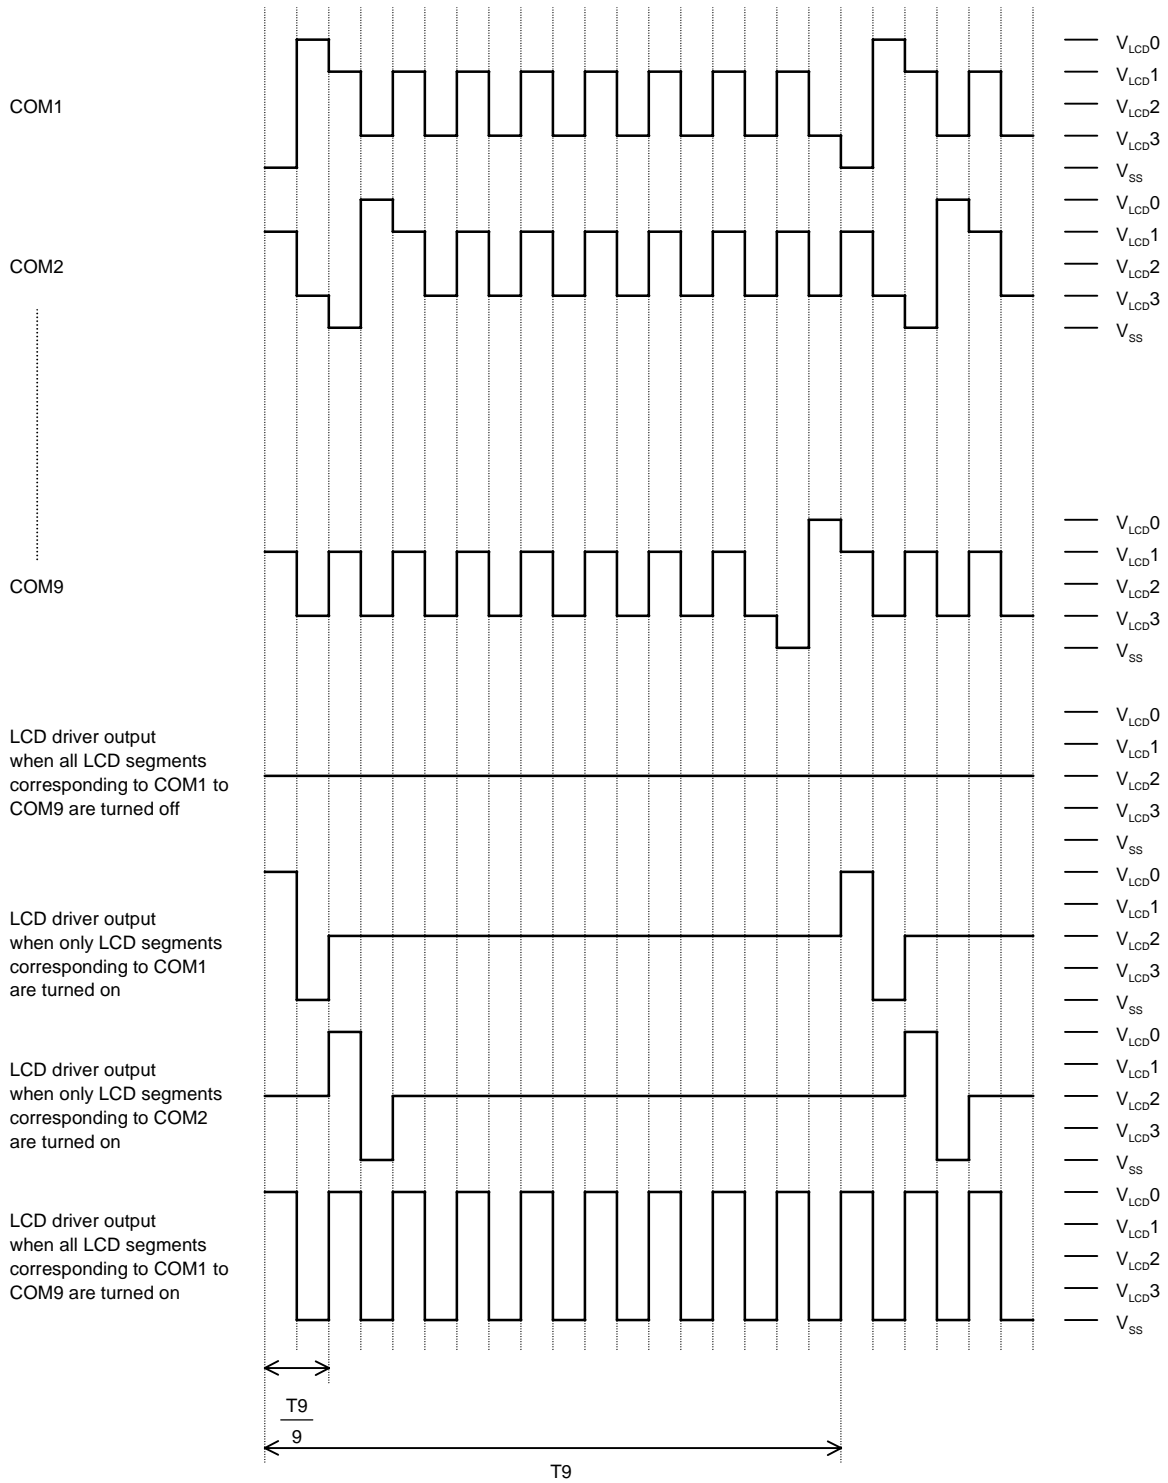 COM1
V_LCD0
V_LCD1
V_LCD2
V_LCD3
V_SS
COM2
V_LCD0
V_LCD1
V_LCD2
V_LCD3
V_SS
COM9
V_LCD0
V_LCD1
V_LCD2
V_LCD3
V_SS
LCD driver output
when all LCD segments
corresponding to COM1 to
COM9 are turned off
V_LCD0
V_LCD1
V_LCD2
V_LCD3
V_SS
LCD driver output
when only LCD segments
corresponding to COM1
are turned on
V_LCD0
V_LCD1
V_LCD2
V_LCD3
V_SS
LCD driver output
when only LCD segments
corresponding to COM2
are turned on
V_LCD0
V_LCD1
V_LCD2
V_LCD3
V_SS
LCD driver output
when all LCD segments
corresponding to COM1 to
COM9 are turned on
V_LCD0
V_LCD1
V_LCD2
V_LCD3
V_SS
T9
9
T9